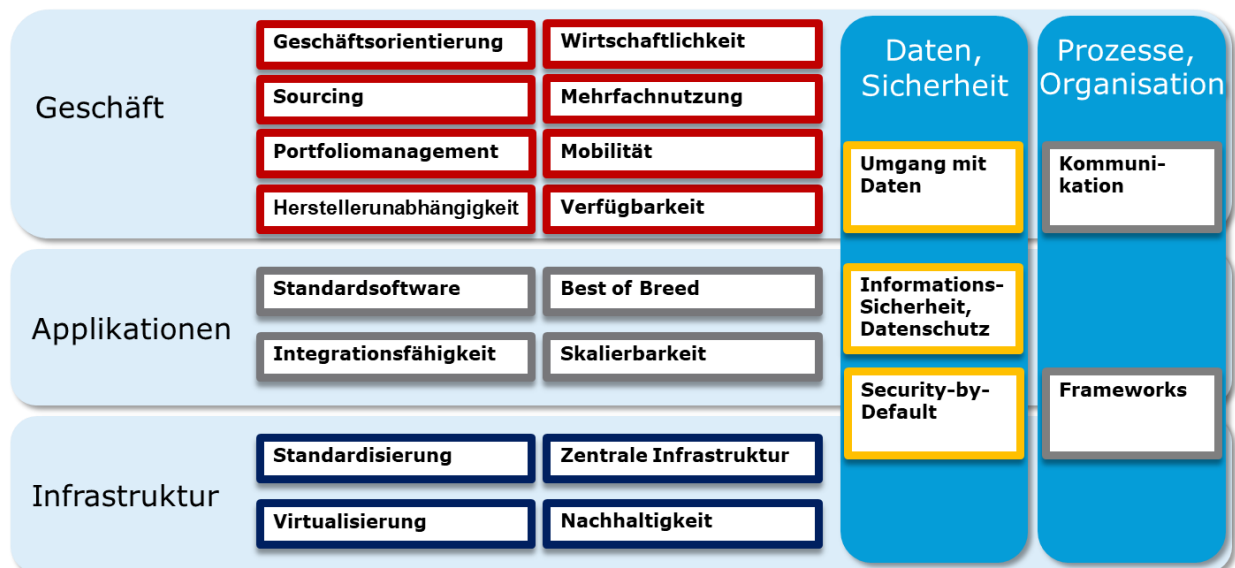 Geschäft
Geschäftsorientierung
Wirtschaftlichkeit
Sourcing
Mehrfachnutzung
Portfoliomanagement
Mobilität
Herstellerunabhängigkeit
Verfügbarkeit
Applikationen
Standardsoftware
Best of Breed
Integrationsfähigkeit
Skalierbarkeit
Infrastruktur
Standardisierung
Zentrale Infrastruktur
Virtualisierung
Nachhaltigkeit
Daten,
Sicherheit
Umgang mit
Daten
Informations-
Sicherheit,
Datenschutz
Security-by-
Default
Prozesse,
Organisation
Kommuni-
kation
Frameworks